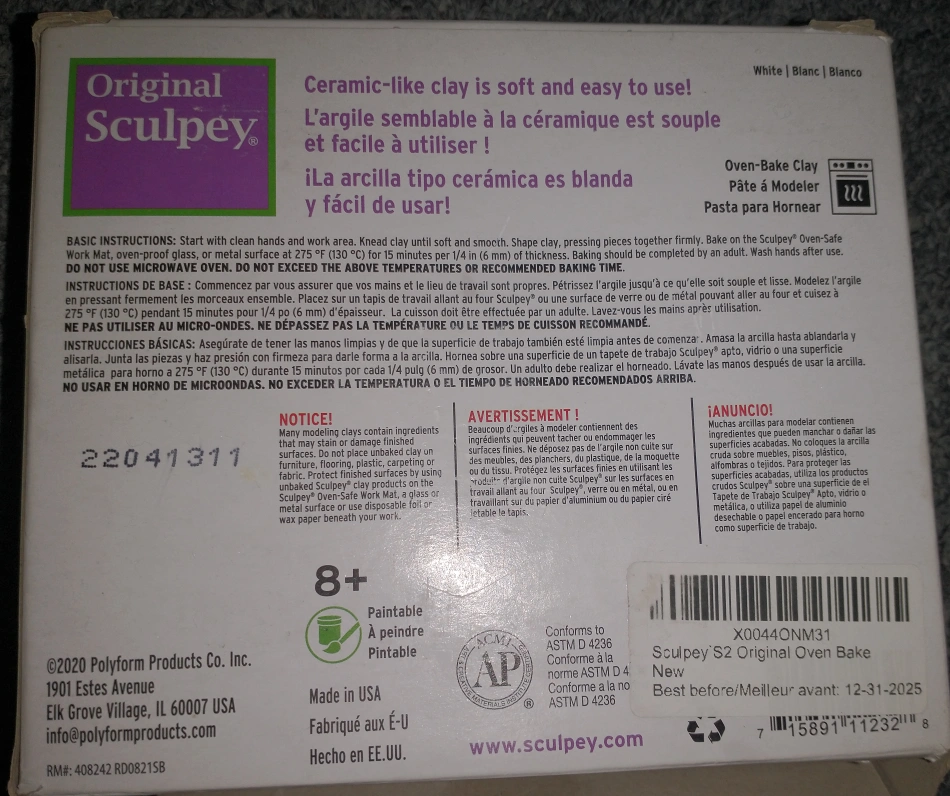 Original
Sculpey®
Ceramic-like clay is soft and easy to use!
L'argile semblable à la céramique est souple
et facile à utiliser !
¡La arcilla tipo cerámica es blanda
y fácil de usar!
White | Blanc | Blanco
Oven-Bake Clay
Pâte á Modeler
Pasta para Hornear
BASIC INSTRUCTIONS: Start with clean hands and work area. Knead clay until soft and smooth. Shape clay, pressing pieces together firmly. Bake on the Sculpey® Oven-Safe
Work Mat, oven-proof glass, or metal surface at 275 °F (130 °C) for 15 minutes per 1/4 in (6 mm) of thickness. Baking should be completed by an adult. Wash hands after use.
DO NOT USE MICROWAVE OVEN. DO NOT EXCEED THE ABOVE TEMPERATURES OR RECOMMENDED BAKING TIME.
INSTRUCTIONS DE BASE : Commencez par vous assurer que vos mains et le lieu de travail sont propres. Pétrissez l'argile jusqu'à ce qu'elle soit souple et lisse. Modelez l'argile
en pressant fermement les morceaux ensemble. Placez sur un tapis de travail allant au four Sculpey® ou une surface de verre ou de métal pouvant aller au four et cuisez à
275 °F (130 °C) pendant 15 minutes pour 1/4 po (6 mm) d'épaisseur. La cuisson doit être effectuée par un adulte. Lavez-vous les mains après utilisation.
NE PAS UTILISER AU MICRO-ONDES. NE DÉPASSEZ PAS LA TEMPÉRATURE OU LE TEMPS DE CUISSON RECOMMANDÉ.
INSTRUCCIONES BÁSICAS: Asegúrate de tener las manos limpias y de que la superficie de trabajo también esté limpia antes de comenzar. Amasa la arcilla hasta ablandarla y
alisarla. Junta las piezas y haz presión con firmeza para darle forma a la arcilla. Hornea sobre una superficie de un tapete de trabajo Sculpey® apto, vidrio o una superficie
metálica para horno a 275 °F (130 °C) durante 15 minutos por cada 1/4 pulg (6 mm) de grosor. Un adulto debe realizar el horneado. Lávate las manos después de usar la arcilla.
NO USAR EN HORNO DE MICROONDAS. NO EXCEDER LA TEMPERATURA O EL TIEMPO DE HORNEADO RECOMENDADOS ARRIBA.
22041311
NOTICE!
Many modeling clays contain ingredients
that may stain or damage finished
surfaces. Do not place unbaked clay on
furniture, flooring, plastic, carpeting or
fabric. Protect finished surfaces by using
unbaked Sculpey® clay products on the
Sculpey® Oven-Safe Work Mat, a glass or
metal surface or use disposable foil or
wax paper beneath your work.
AVERTISSEMENT !
Beaucoup d'argiles à modeler contiennent des
ingrédients qui peuvent tacher ou endommager les
surfaces finies. Ne déposez pas de l'argile non cuite sur
des meubles, des planchers, du plastique, de la moquette
ou du tissu. Protégez les surfaces finies en utilisant les
produits d'argile non cuite Sculpey® sur les surfaces en
travail allant au four Sculpey®, verre ou en métal, ou en
travaillant sur du papier d'aluminium ou du papier ciré
jetable le tapis.
¡ANUNCIO!
Muchas arcillas para modelar contienen
ingredientes que pueden manchar o dañar las
superficies acabadas. No coloques la arcilla
cruda sobre muebles, pisos, plástico,
alfombras o tejidos. Para proteger las
superficies acabadas, utiliza los productos
crudos Sculpey® sobre una superficie de el
Tapete de Trabajo Sculpey® Apto, vidrio o
metálica, o utiliza papel de aluminio
desechable o papel encerado para horno
como superficie de trabajo.
8+
Paintable
À peindre
Pintable
©2020 Polyform Products Co. Inc.
1901 Estes Avenue
Elk Grove Village, IL 60007 USA
info@polyformproducts.com
RM#: 408242 RD0821SB
Made in USA
Fabriqué aux É-U
Hecho en EE.UU.
ACMI
AP
®
Conforms to
ASTM D 4236
Conforme à la
norme ASTM D 4
Conforme a la no
ASTM D 4236
www.sculpey.com
X0044ONM31
Sculpey S2 Original Oven Bake
New
Best before/Meilleur avant: 12-31-2025
7 15891 11232 8